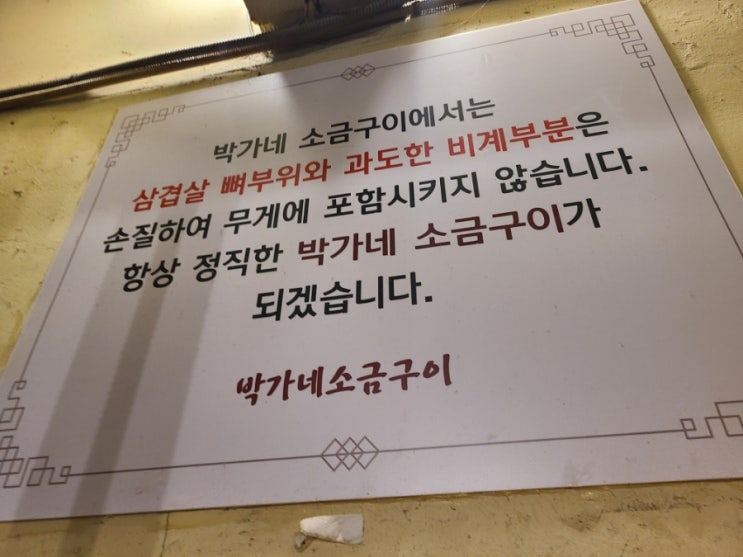 박가네 소금구이에서는
삼겹살 뼈부위와 과도한 비계부분은
손질하여 무게에 포함시키지 않습니다.
항상 정직한 박가네 소금구이가
되겠습니다.
박가네소금구이